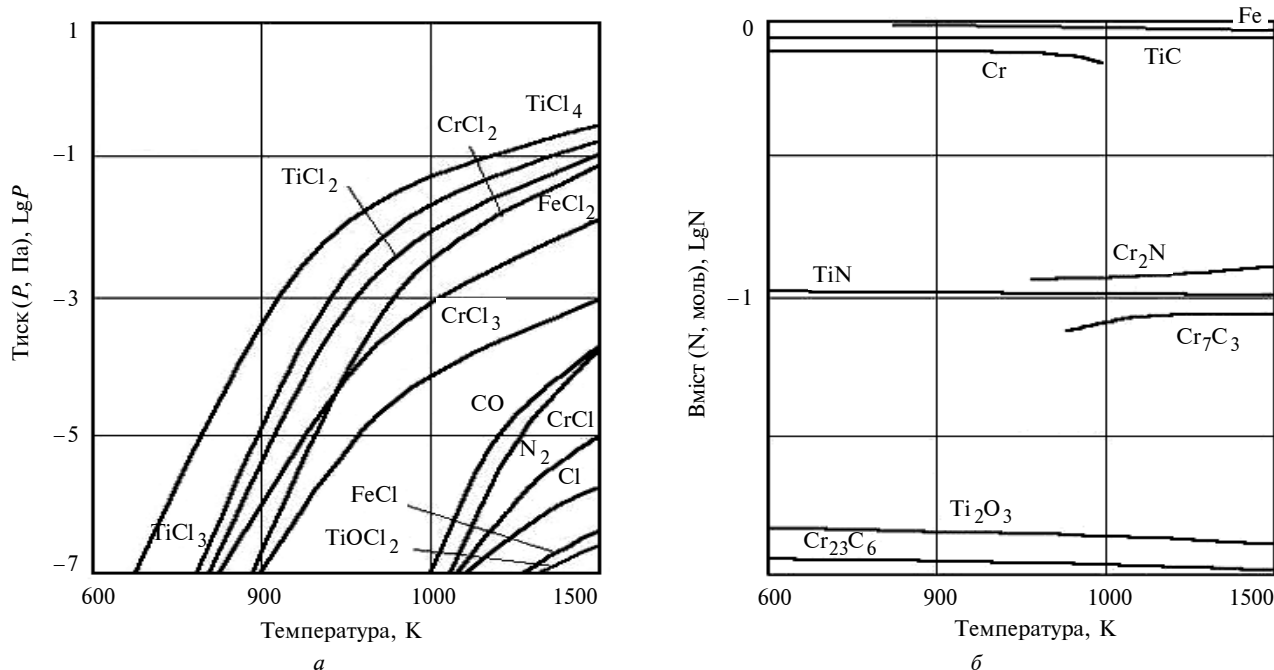 1
–1
–3
–5
–7
600
900
1000
1500
Тиск (P, Па), LgP
Температура, К
TiCl4
CrCl2
TiCl2
FeCl2
CrCl3
CO
CrCl
N2
Cl
FeCl
TiOCl2
TiCl3
а
0
–1
600
900
1000
1500
Вміст (N, моль), LgN
Температура, К
Fe
TiC
Cr
Cr2N
TiN
Cr7C3
Ti2O3
Cr23C6
б